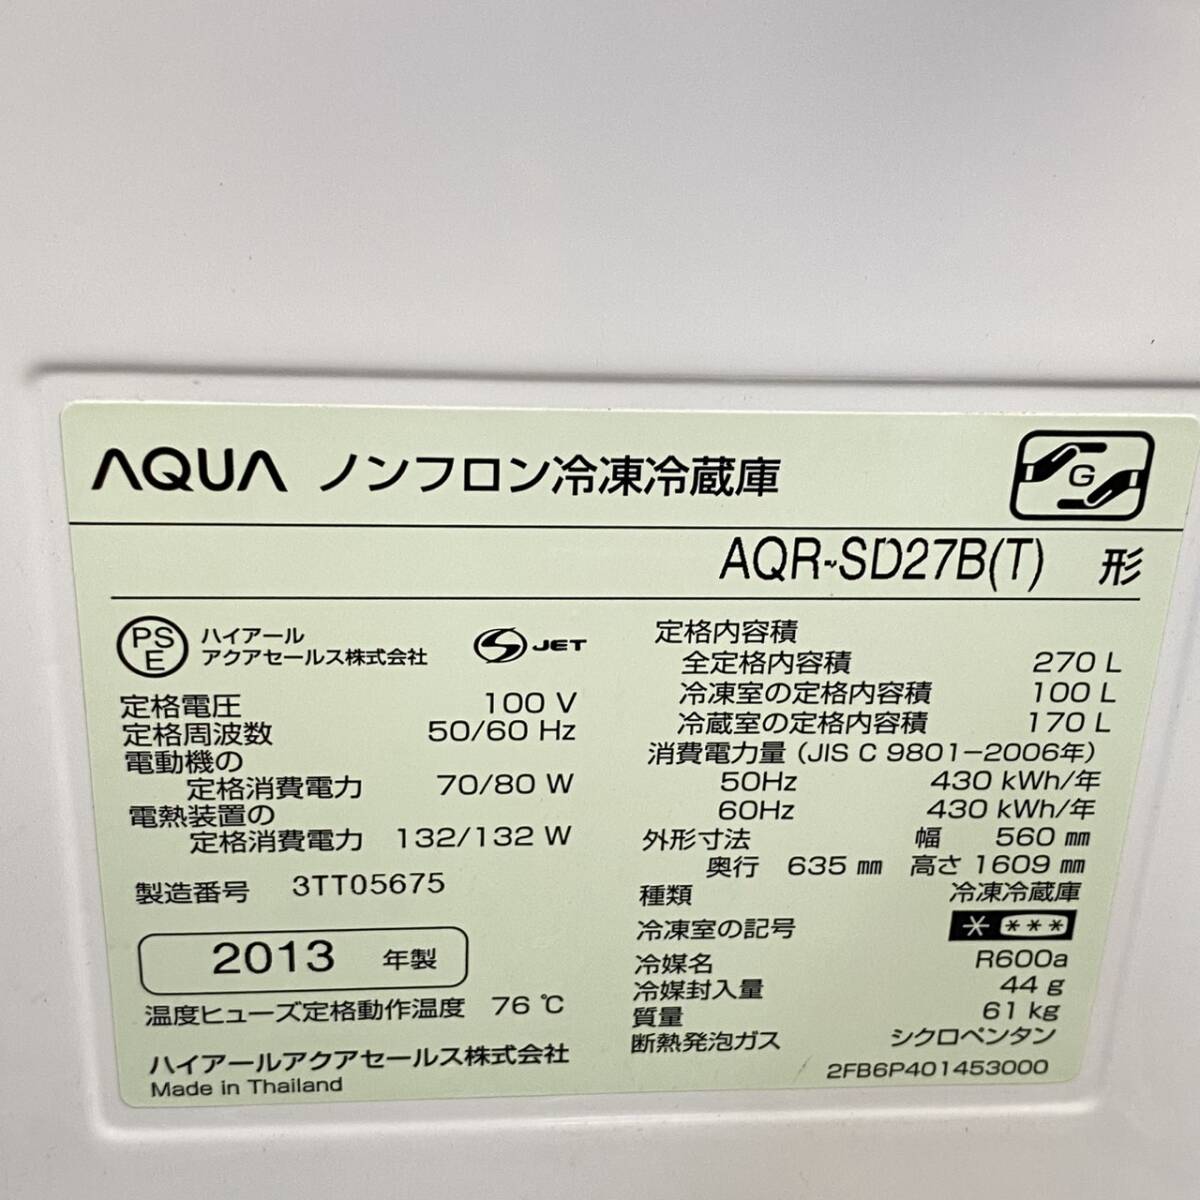 AQUA ノンフロン冷凍冷蔵庫
G
AQR-SD27B(T) 形
PS
E
ハイアール
アクアセールス株式会社
S JET
定格電圧 100 V
定格周波数 50/60 Hz
電動機の
定格消費電力 70/80 W
電熱装置の
定格消費電力 132/132 W
製造番号 3TT05675
2013 年製
温度ヒューズ定格動作温度 76 ℃
ハイアールアクアセールス株式会社
Made in Thailand
定格内容積
全定格内容積 270 L
冷凍室の定格内容積 100 L
冷蔵室の定格内容積 170 L
消費電力量 (JIS C 9801-2006年)
50Hz 430 kWh/年
60Hz 430 kWh/年
外形寸法 幅 560 ㎜
奥行 635 ㎜ 高さ 1609 ㎜
種類 冷凍冷蔵庫
冷凍室の記号 * ***
冷媒名 R600a
冷媒封入量 44 g
質量 61 kg
断熱発泡ガス シクロペンタン
2FB6P401453000